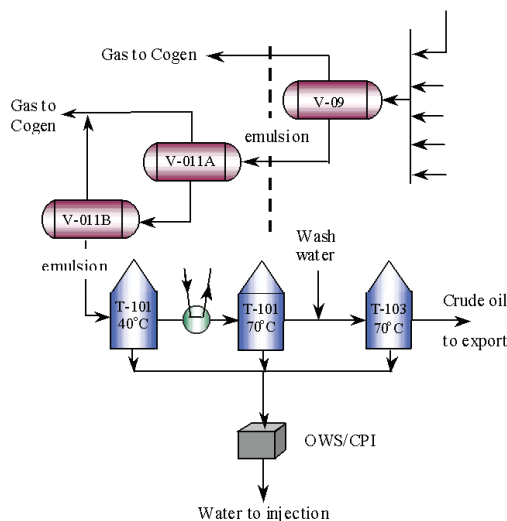 Gas to Cogen
V-09
Gas to
Cogen
emulsion
V-011A
V-011B
emulsion
Wash
water
T-101
40°C
T-101
70°C
T-103
70°C
Crude oil
to export
OWS/CPI
Water to injection